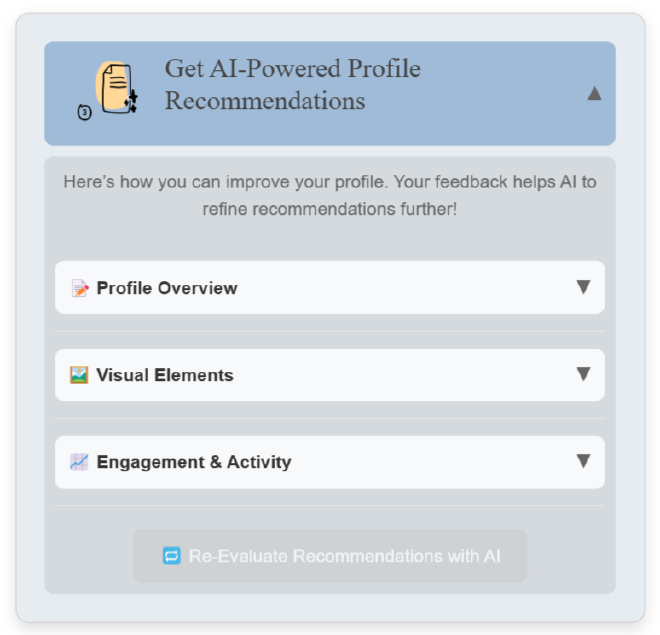 Get AI-Powered Profile
Recommendations
3
▲
Here's how you can improve your profile. Your feedback helps AI to
refine recommendations further!
📝 Profile Overview ▼
🖼️ Visual Elements ▼
📈 Engagement & Activity ▼
🔁 Re-Evaluate Recommendations with AI